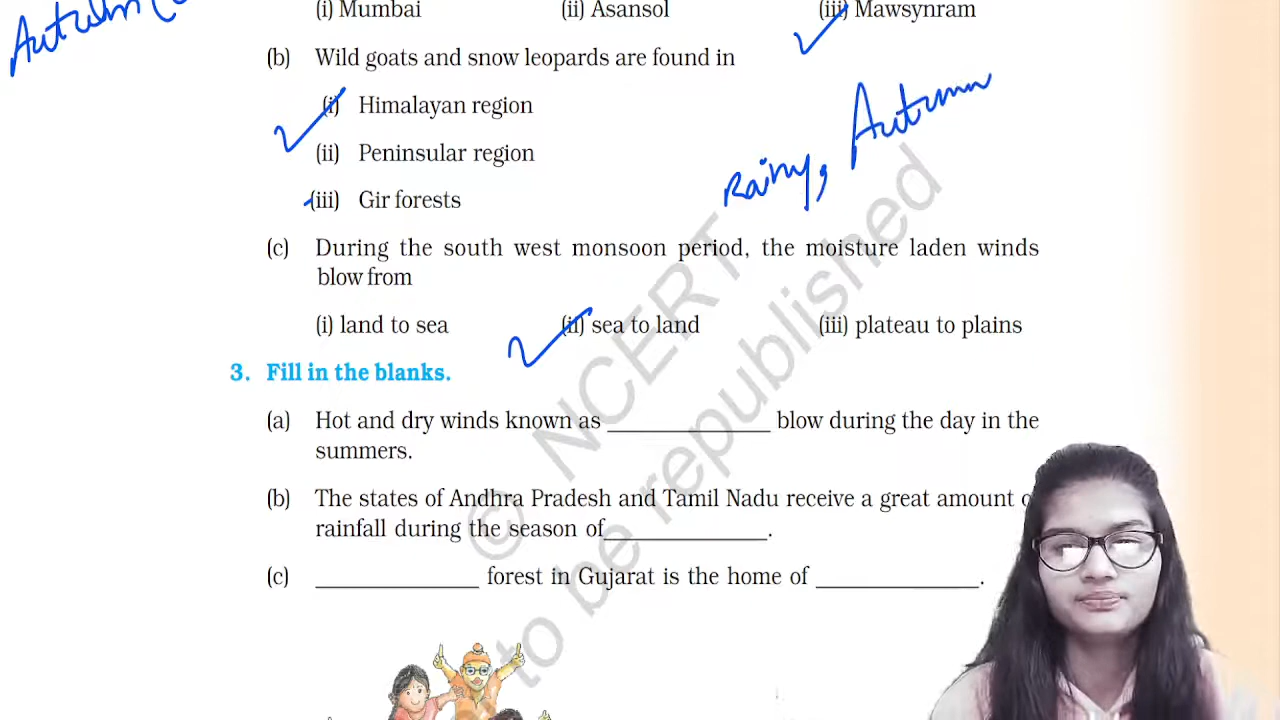 Autum
(i) Mumbai (ii) Asansol (iii) Mawsynram
(b) Wild goats and snow leopards are found in
(i) Himalayan region
(ii) Peninsular region
(iii) Gir forests
Rainy, Autumn
(c) During the south west monsoon period, the moisture laden winds
blow from
(i) land to sea (ii) sea to land (iii) plateau to plains
3. Fill in the blanks.
(a) Hot and dry winds known as ____________ blow during the day in the
summers.
(b) The states of Andhra Pradesh and Tamil Nadu receive a great amount o
rainfall during the season of____________.
(c) ____________ forest in Gujarat is the home of ____________.
© NCERT
to be republished